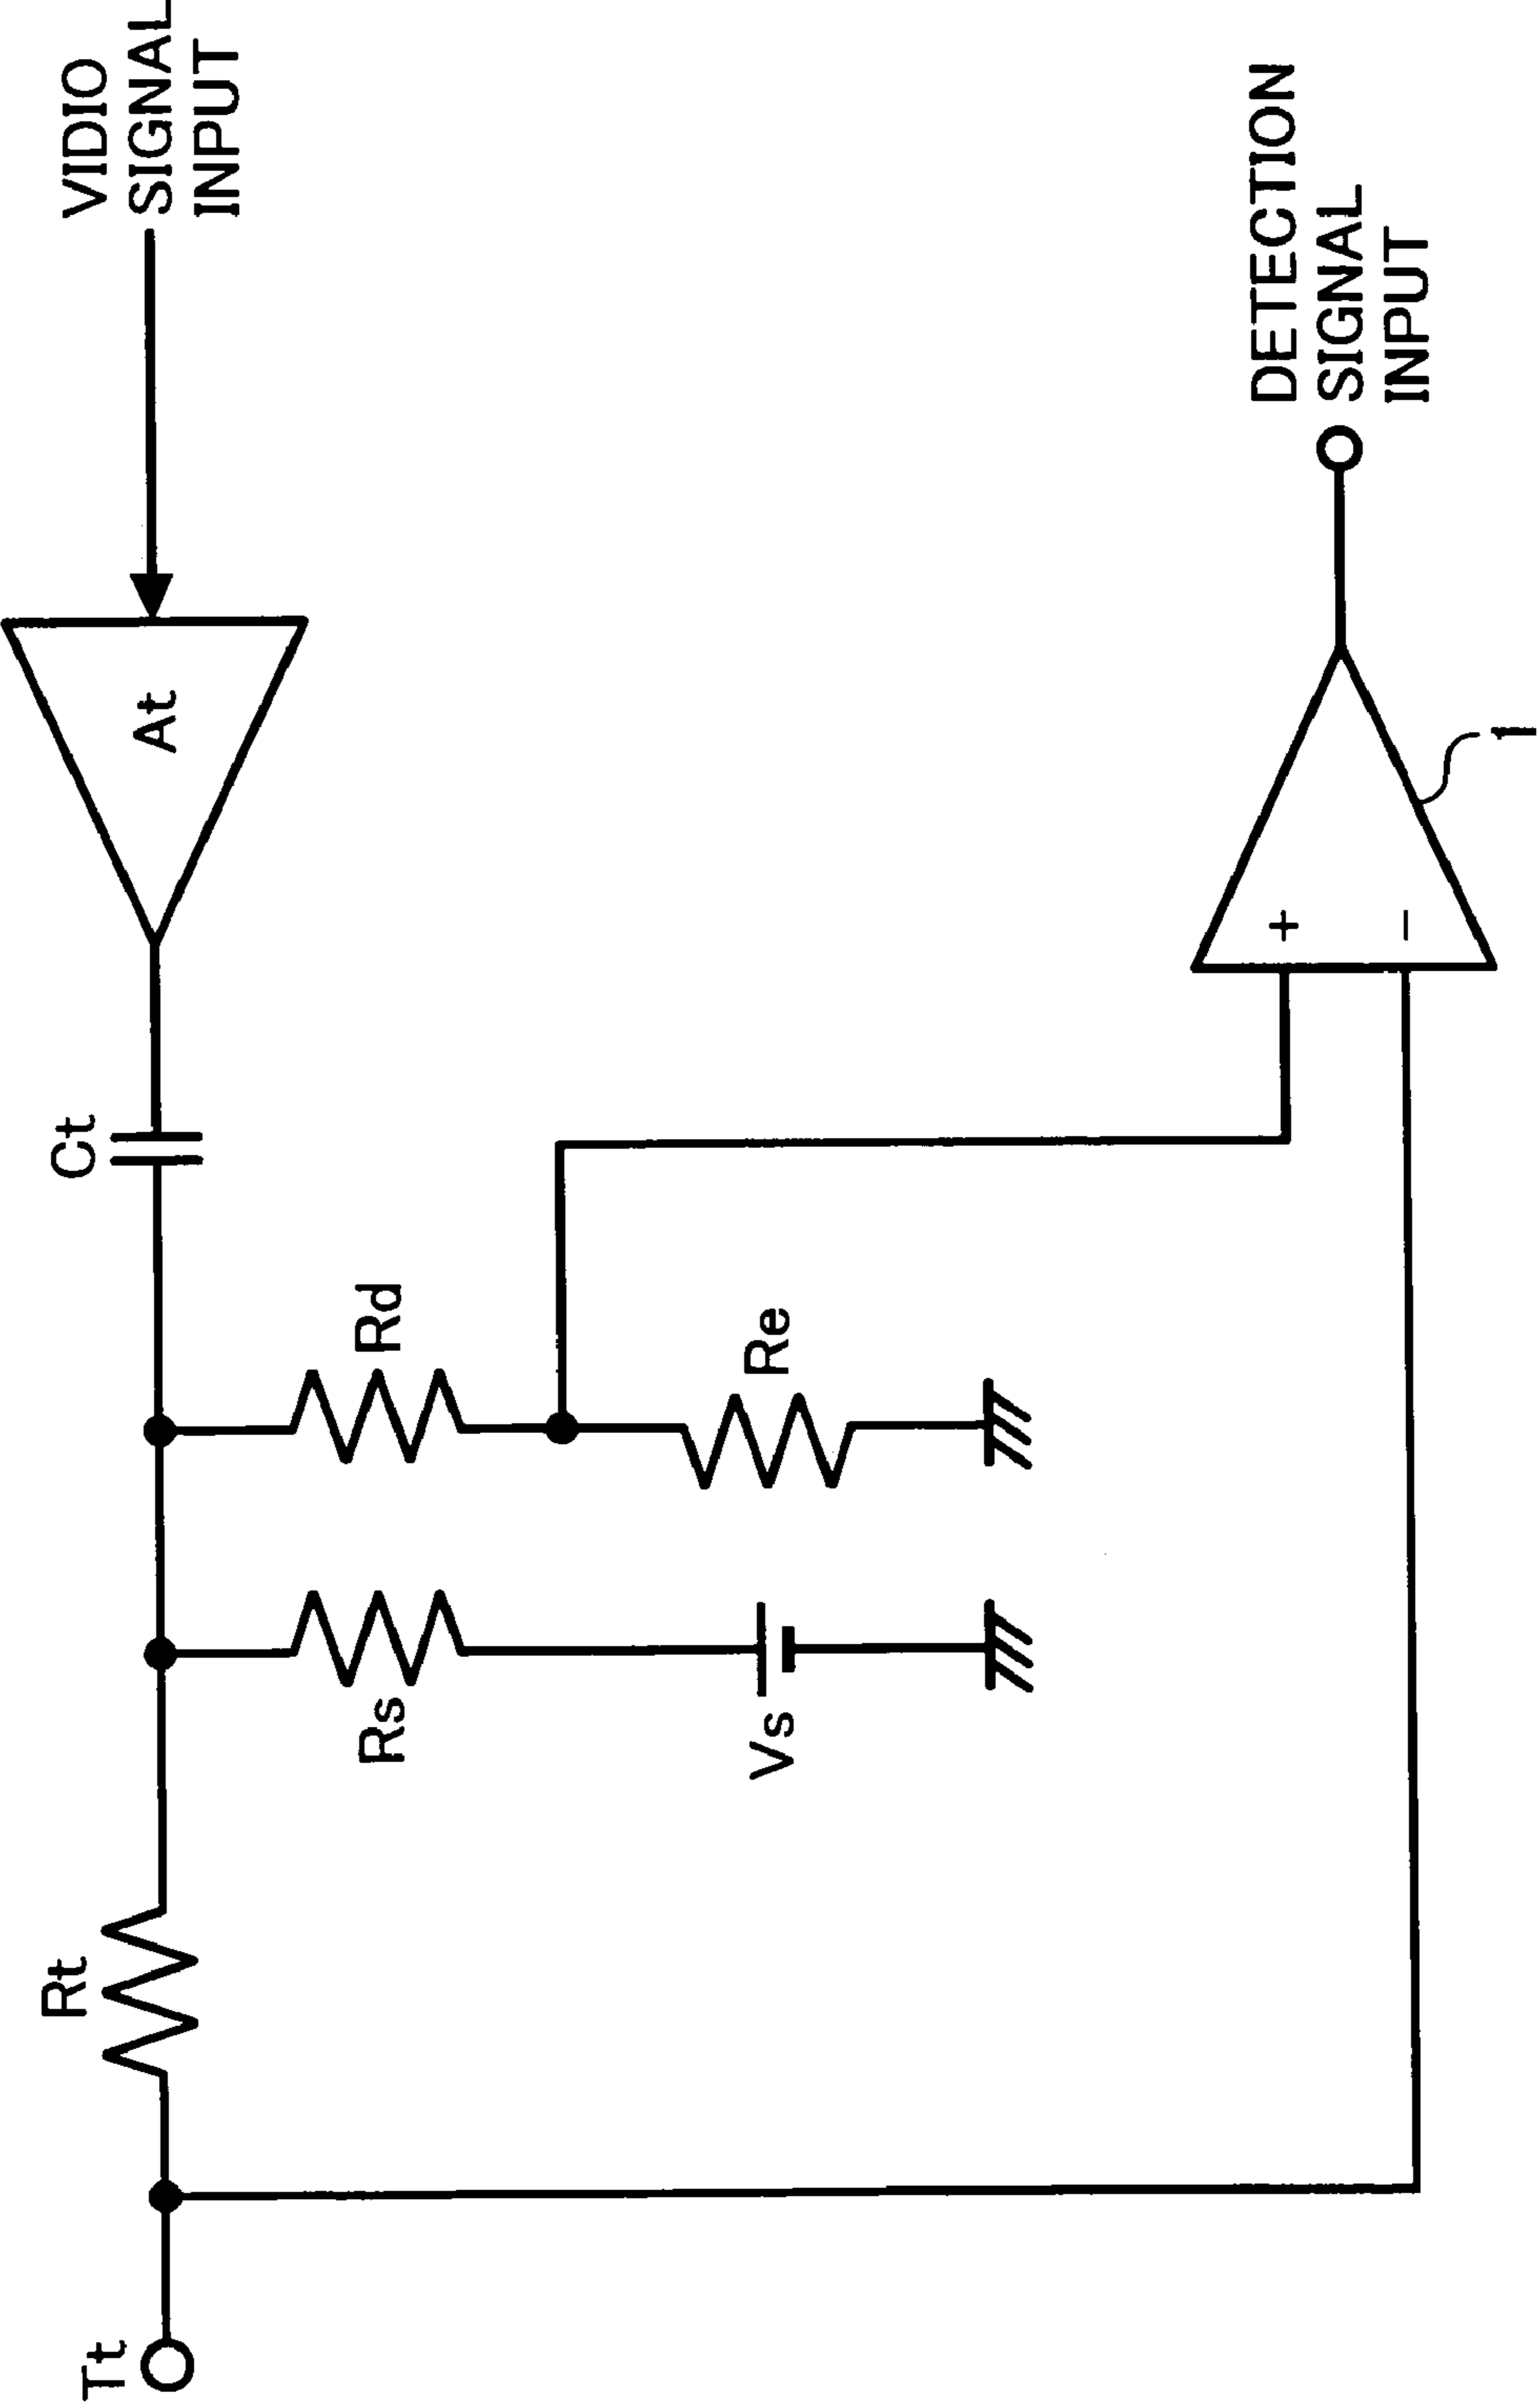 Tt
Rt
Rs
Vs
Rd
Re
Ct
At
VIDIO
SIGNAL
INPUT
+
−
1
DETECTION
SIGNAL
INPUT